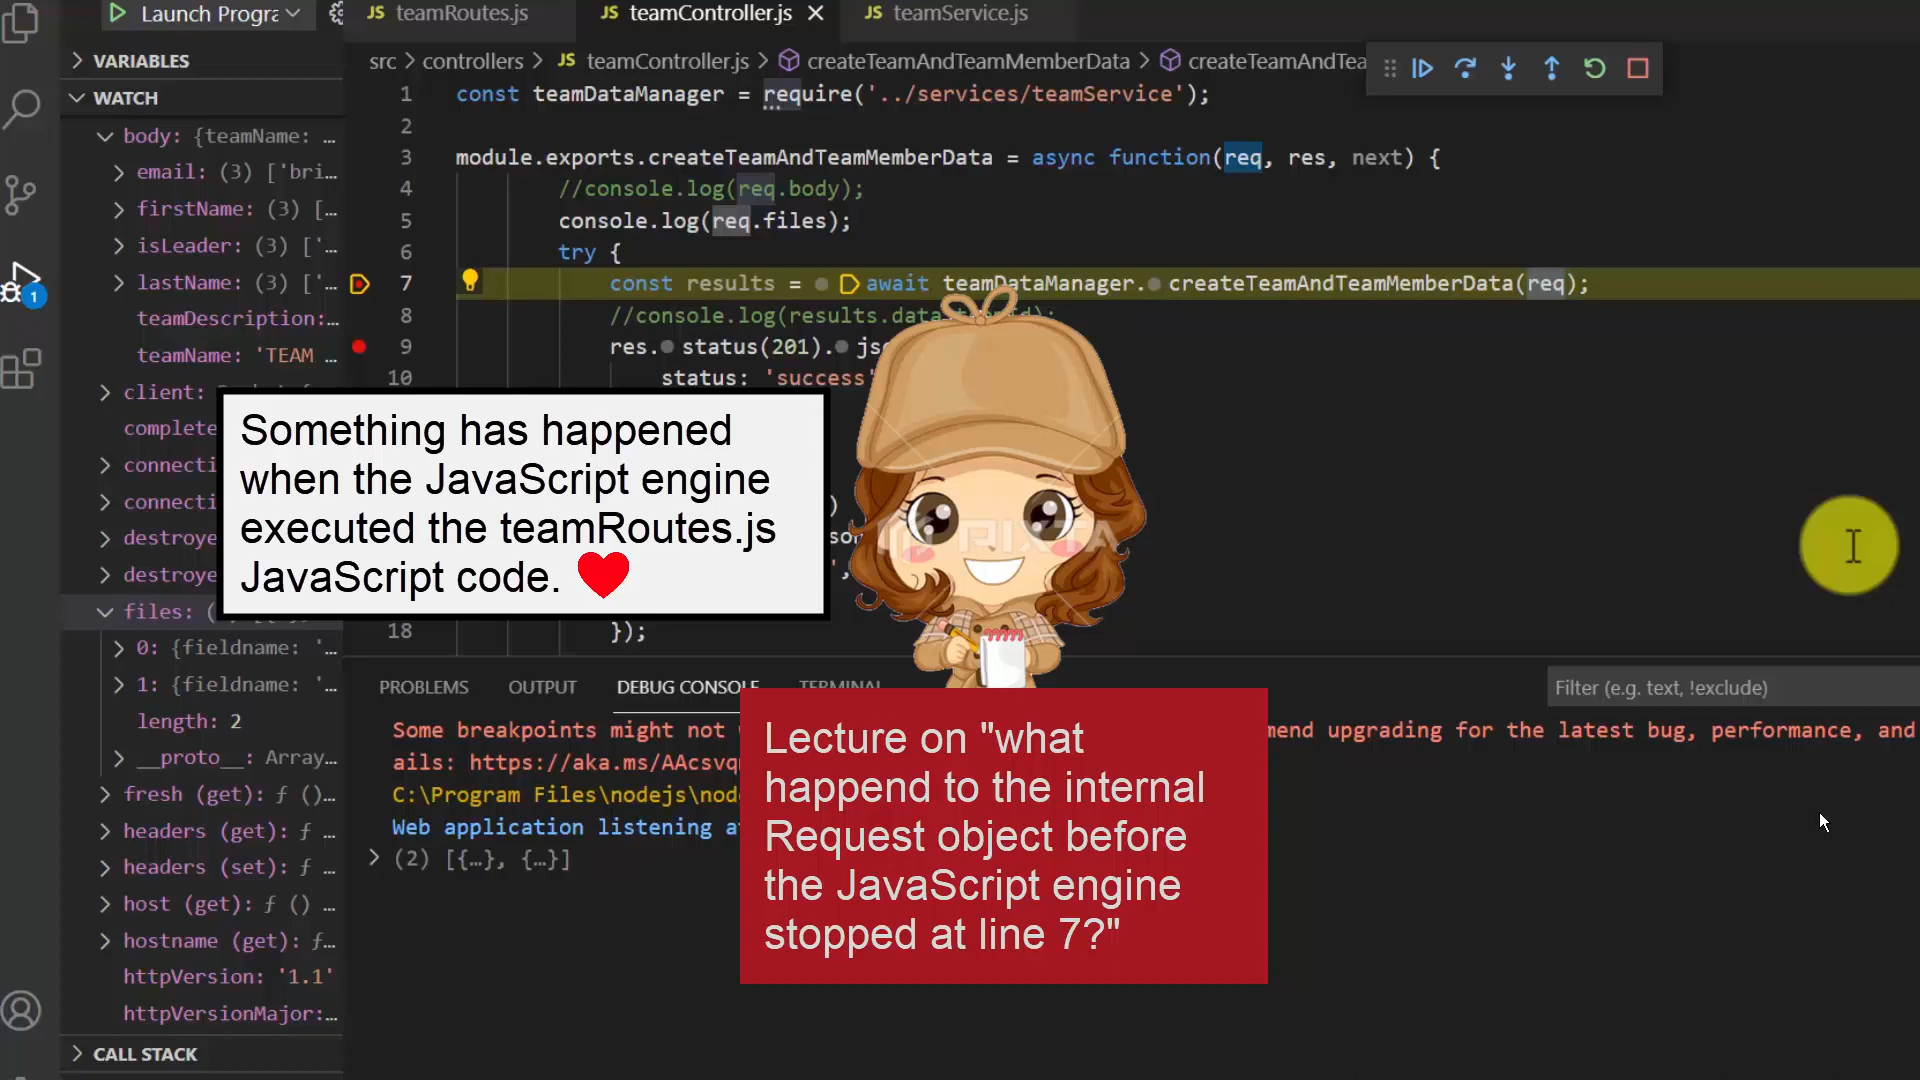 Launch Progra
JS teamRoutes.js
JS teamController.js
JS teamService.js
VARIABLES
WATCH
body: {teamName: …
email: (3) ['bri…
firstName: (3) [… 
isLeader: (3) ['…
lastName: (3) ['…
teamDescription:…
teamName: 'TEAM …
client:
complete
connecti
connecti
destroye
destroye
files: (
0: {fieldname: '…
1: {fieldname: '…
length: 2
__proto__: Array…
fresh (get): ƒ ()…
headers (get): ƒ …
headers (set): ƒ …
host (get): ƒ () …
hostname (get): ƒ…
httpVersion: '1.1'
httpVersionMajor:…
CALL STACK
1
src > controllers > JS teamController.js > createTeamAndTeamMemberData > createTeamAndTea
1 const teamDataManager = require('../services/teamService');
2
3 module.exports.createTeamAndTeamMemberData = async function(req, res, next) {
4 //console.log(req.body);
5 console.log(req.files);
6 try {
7 const results = await teamDataManager.createTeamAndTeamMemberData(req);
8 //console.log(results.data
9 res.status(201).js
10 status: 'success'
18 });
Something has happened
when the JavaScript engine
executed the teamRoutes.js
JavaScript code.
PIXTA
PROBLEMS OUTPUT DEBUG CONSOLE TERMINAL
Filter (e.g. text, !exclude)
Some breakpoints might not
mend upgrading for the latest bug, performance, and
ails: https://aka.ms/AAcsvq
C:\Program Files\nodejs\nod
Web application listening a
(2) [{…}, {…}]
Lecture on "what
happend to the internal
Request object before
the JavaScript engine
stopped at line 7?"